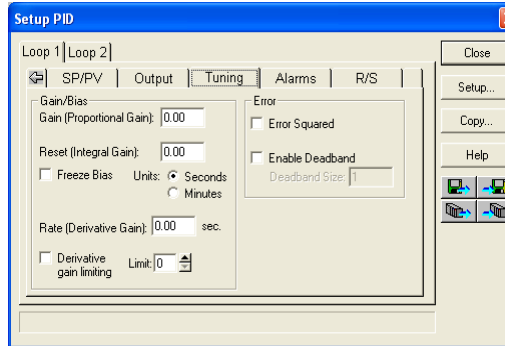 Setup PID
Loop 1 Loop 2
SP/PV Output Tuning Alarms R/S
Gain/Bias
Gain (Proportional Gain): 0.00
Reset (Integral Gain): 0.00
Freeze Bias Units: Seconds
Minutes
Rate (Derivative Gain): 0.00 sec.
Derivative
gain limiting Limit: 0
Error
Error Squared
Enable Deadband
Deadband Size: 1
Close
Setup...
Copy...
Help